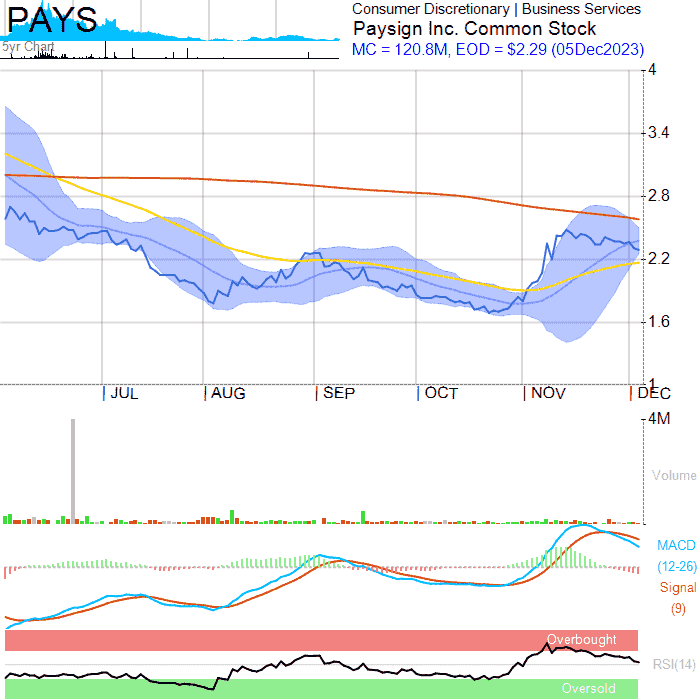 PAYS
5yr Chart
Consumer Discretionary | Business Services
Paysign Inc. Common Stock
MC = 120.8M, EOD = $2.29 (05Dec2023)
4
3.4
2.8
2.2
1.6
1
JUL AUG SEP OCT NOV DEC
4M
Volume
MACD
(12-26)
Signal
(9)
Overbought
RSI(14)
Oversold